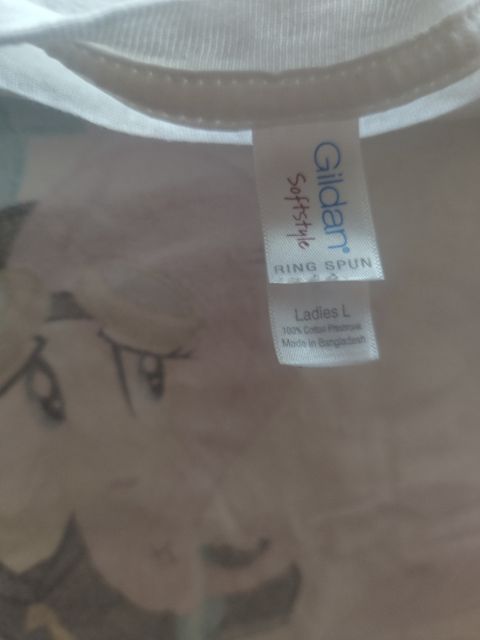 Gildan®
Softstyle
RING SPUN
Ladies L
100% Cotton Preshrunk
Made in Bangladesh